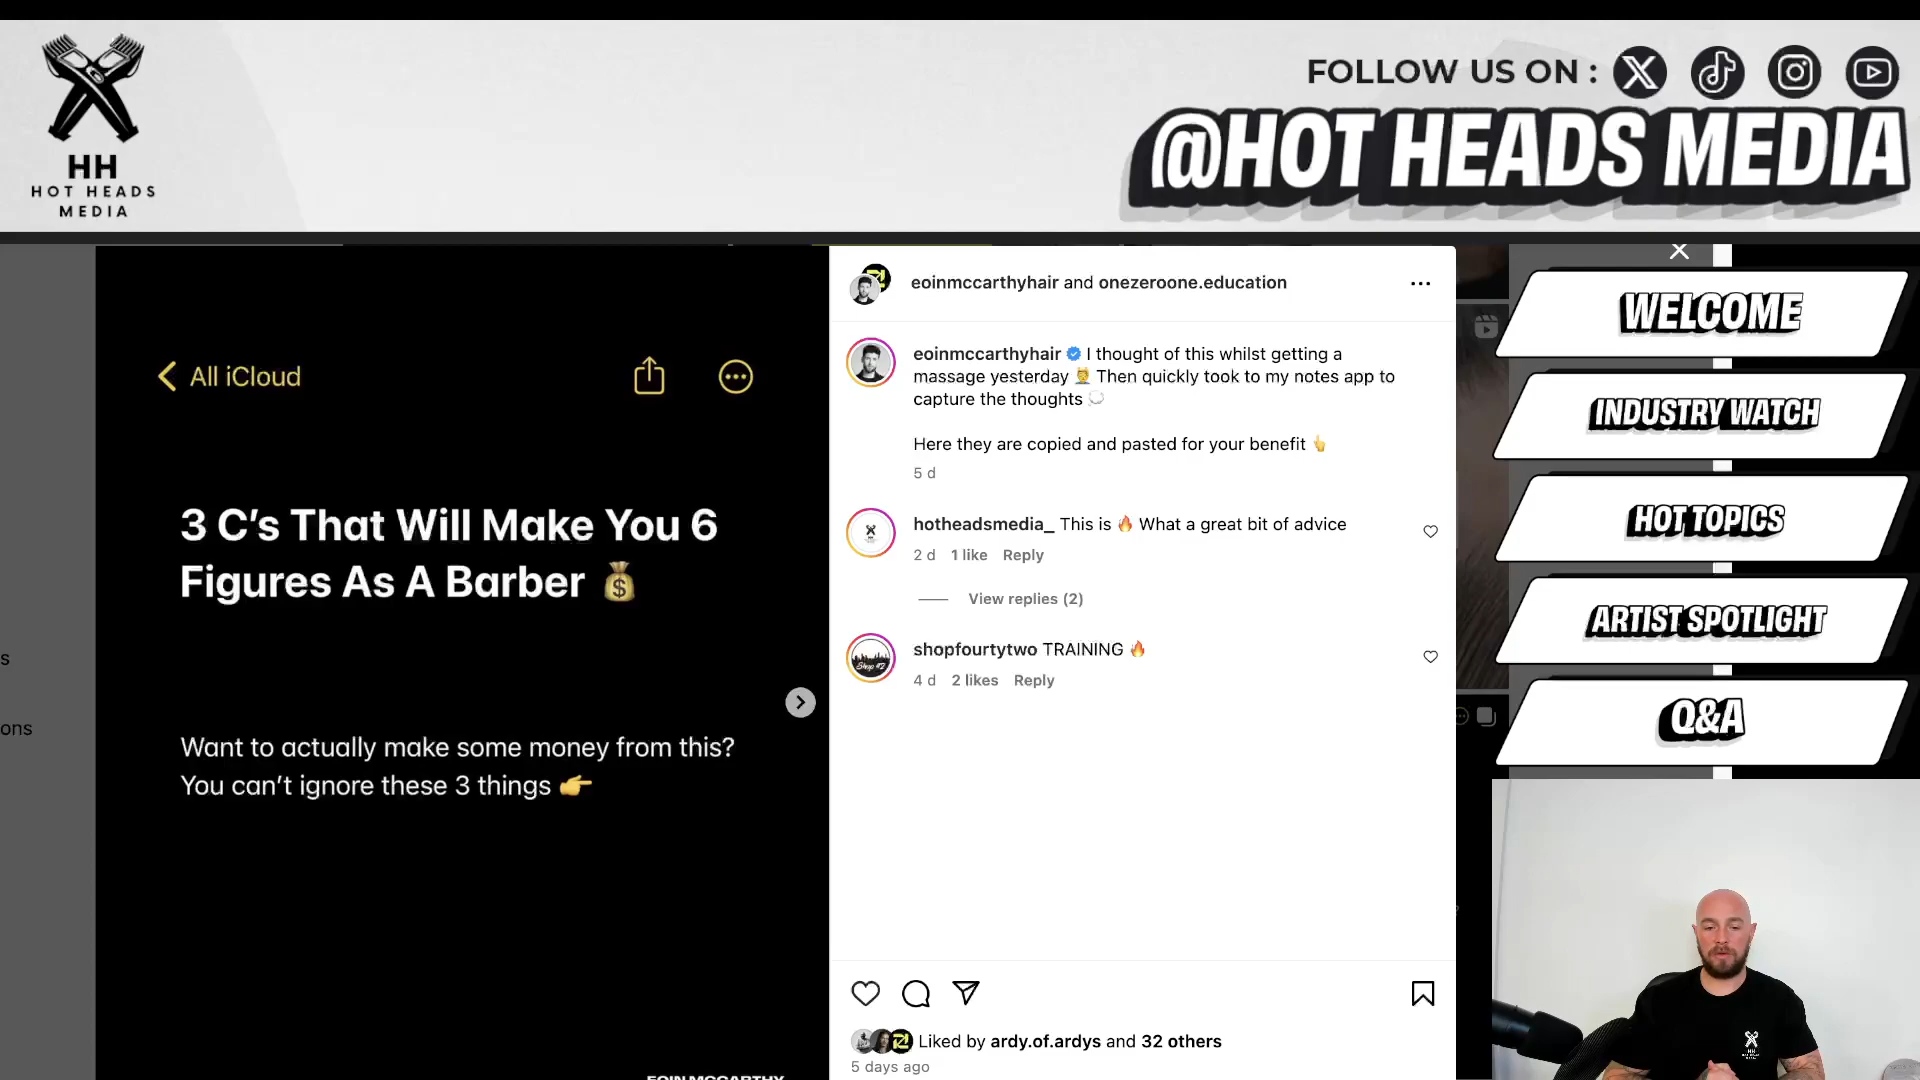 HH
HOT HEADS
MEDIA
FOLLOW US ON :
@HOT HEADS MEDIA
All iCloud
3 C's That Will Make You 6
Figures As A Barber 💰
Want to actually make some money from this?
You can't ignore these 3 things 👉
EOIN MCCARTHY
s
ons
eoinmccarthyhair and onezeroone.education
eoinmccarthyhair I thought of this whilst getting a
massage yesterday 💆 Then quickly took to my notes app to
capture the thoughts 💭
Here they are copied and pasted for your benefit 👆
5 d
hotheadsmedia_ This is 🔥 What a great bit of advice
2 d 1 like Reply
View replies (2)
shopfourtytwo TRAINING 🔥
4 d 2 likes Reply
Liked by ardy.of.ardys and 32 others
5 days ago
WELCOME
INDUSTRY WATCH
HOT TOPICS
ARTIST SPOTLIGHT
Q&A